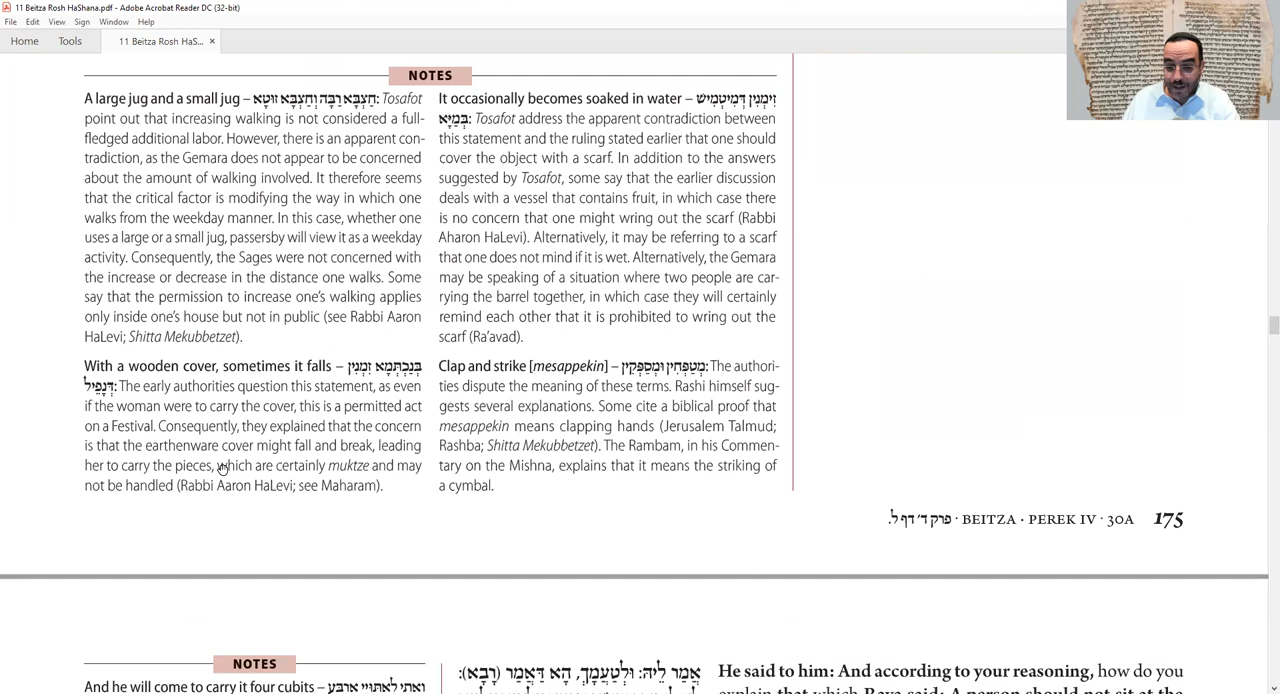 11 Beitza Rosh HaShana.pdf - Adobe Acrobat Reader DC (32-bit)
File Edit View Sign Window Help
Home Tools 11 Beitza Rosh HaS... ×
NOTES
A large jug and a small jug – חַצְבָּא רַבָּה וְחַצְבָּא זוּטָא: Tosafot
point out that increasing walking is not considered a full-
fledged additional labor. However, there is an apparent con-
tradiction, as the Gemara does not appear to be concerned
about the amount of walking involved. It therefore seems
that the critical factor is modifying the way in which one
walks from the weekday manner. In this case, whether one
uses a large or a small jug, passersby will view it as a weekday
activity. Consequently, the Sages were not concerned with
the increase or decrease in the distance one walks. Some
say that the permission to increase one's walking applies
only inside one's house but not in public (see Rabbi Aaron
HaLevi; Shitta Mekubbetzet).
With a wooden cover, sometimes it falls – בְּנַכְתְּמָא זִמְנִין
דְּנָפֵיל: The early authorities question this statement, as even
if the woman were to carry the cover, this is a permitted act
on a Festival. Consequently, they explained that the concern
is that the earthenware cover might fall and break, leading
her to carry the pieces, which are certainly muktze and may
not be handled (Rabbi Aaron HaLevi; see Maharam).
It occasionally becomes soaked in water – זִימְנִין דְּמִיטְמִישׁ
בְּמַיָּא: Tosafot address the apparent contradiction between
this statement and the ruling stated earlier that one should
cover the object with a scarf. In addition to the answers
suggested by Tosafot, some say that the earlier discussion
deals with a vessel that contains fruit, in which case there
is no concern that one might wring out the scarf (Rabbi
Aharon HaLevi). Alternatively, it may be referring to a scarf
that one does not mind if it is wet. Alternatively, the Gemara
may be speaking of a situation where two people are car-
rying the barrel together, in which case they will certainly
remind each other that it is prohibited to wring out the
scarf (Ra'avad).
Clap and strike [mesappekin] – מְטַפְּחִין וּמְסַפְּקִין: The authori-
ties dispute the meaning of these terms. Rashi himself sug-
gests several explanations. Some cite a biblical proof that
mesappekin means clapping hands (Jerusalem Talmud;
Rashba; Shitta Mekubbetzet). The Rambam, in his Commen-
tary on the Mishna, explains that it means the striking of
a cymbal.
פרק ד׳ דף ל. · BEITZA · PEREK IV · 30A 175
NOTES
And he will come to carry it four cubits – וְאָתֵי לְאֵתוּיֵי אַרְבַּע
אֲמַר לֵיהּ: וּלְטַעֲמָךְ, הָא דַּאֲמַר (רָבָא):
He said to him: And according to your reasoning, how do you
explain that which Rava said: A person should not sit at the